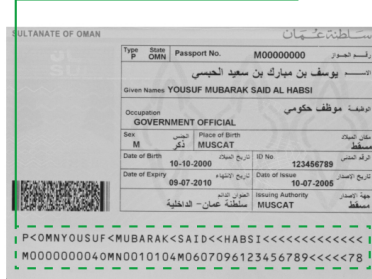 SULTANATE OF OMAN سـلطنة عـمان
Type State Passport No. رقم الجواز
P OMN M00000000
الاسم يوسف بن مبارك بن سعيد الحبسي
Given Names YOUSUF MUBARAK SAID AL HABSI
Occupation الوظيفة موظف حكومي
GOVERNMENT OFFICIAL
Sex الجنس Place of Birth مكان الميلاد
M ذكر MUSCAT مسقط
Date of Birth تاريخ الميلاد ID No الرقم المدني
10-10-2000 123456789
Date of Expiry تاريخ الانتهاء Date of Issue تاريخ الإصدار
09-07-2010 10-07-2005
العنوان الدائم Issuing Authority جهة الإصدار
سلطنة عمان- الداخلية MUSCAT مسقط
P<OMNYOUSUF<MUBARAK<SAID<<HABSI<<<<<<<<<<<<<
M00000000040MN0010104M06070961234567​89<<<<<78